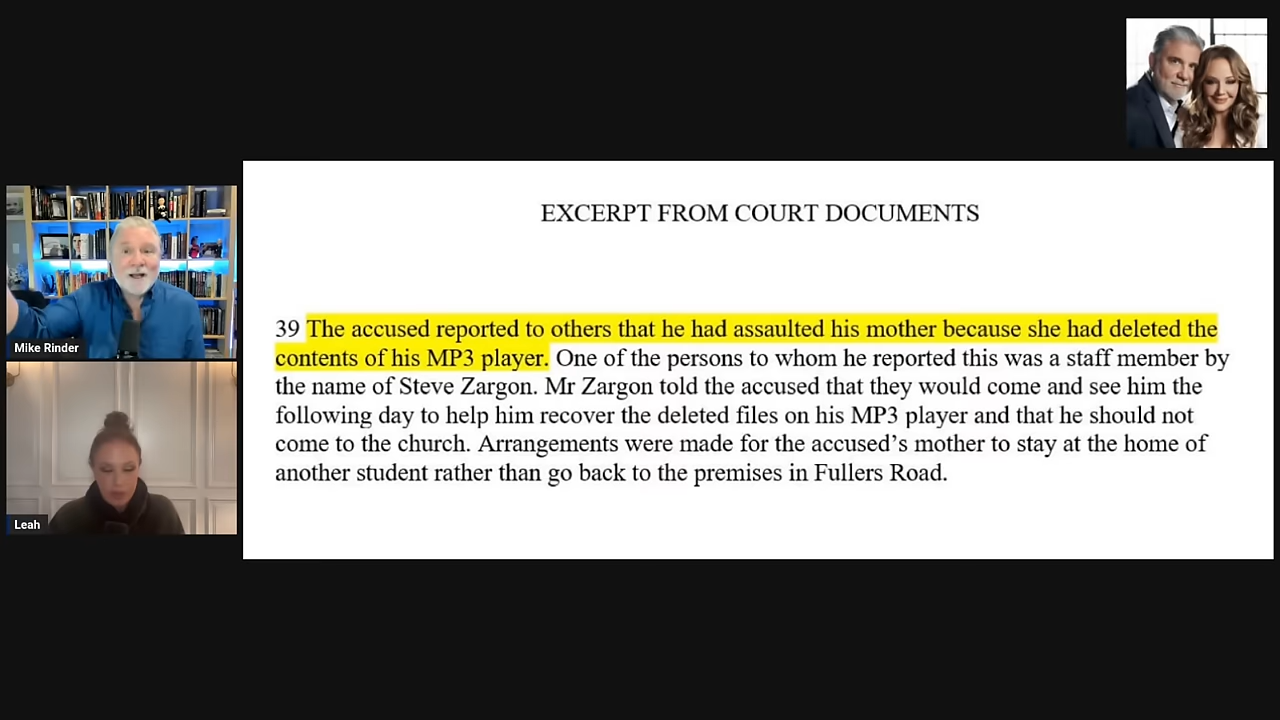 EXCERPT FROM COURT DOCUMENTS
39 The accused reported to others that he had assaulted his mother because she had deleted the
contents of his MP3 player. One of the persons to whom he reported this was a staff member by
the name of Steve Zargon. Mr Zargon told the accused that they would come and see him the
following day to help him recover the deleted files on his MP3 player and that he should not
come to the church. Arrangements were made for the accused’s mother to stay at the home of
another student rather than go back to the premises in Fullers Road.
Mike Rinder
Leah